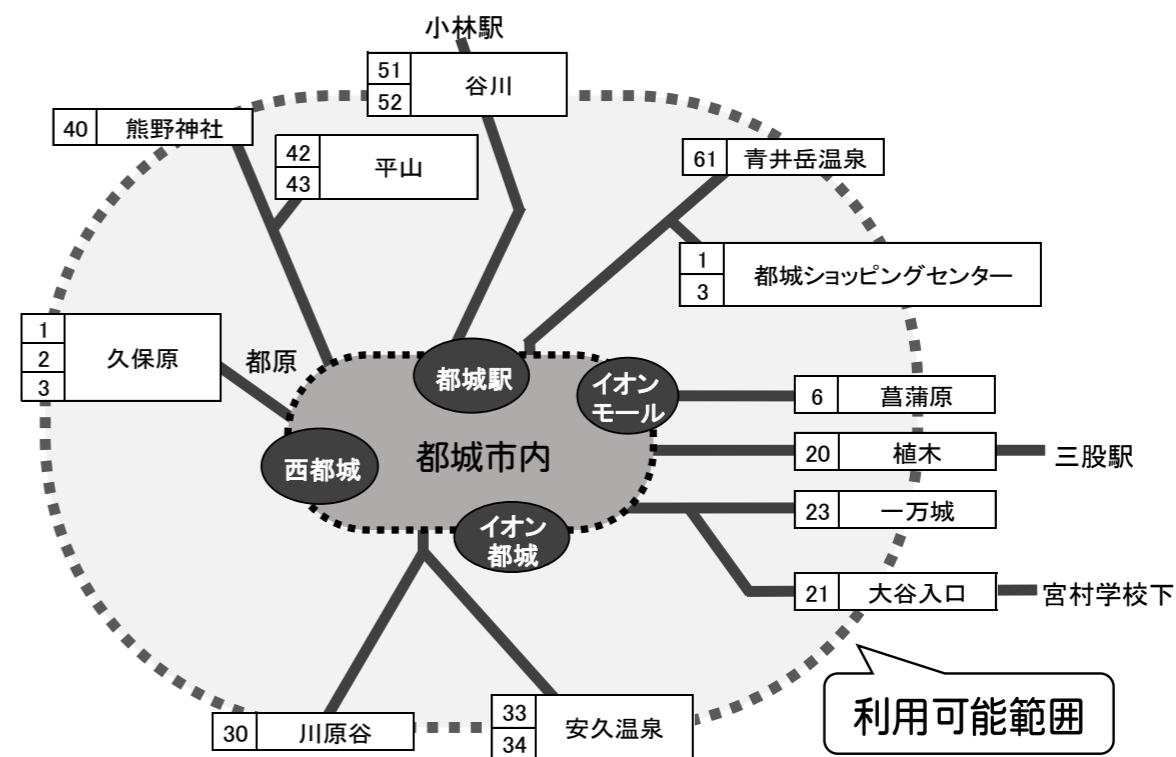 小林駅
51
52
谷川
40
熊野神社
42
43
平山
61
青井岳温泉
1
3
都城ショッピングセンター
1
2
3
久保原
都原
都城駅
イオン
モール
6
菖蒲原
西都城
都城市内
20
植木
三股駅
イオン
都城
23
一万城
21
大谷入口
宮村学校下
30
川原谷
33
34
安久温泉
利用可能範囲